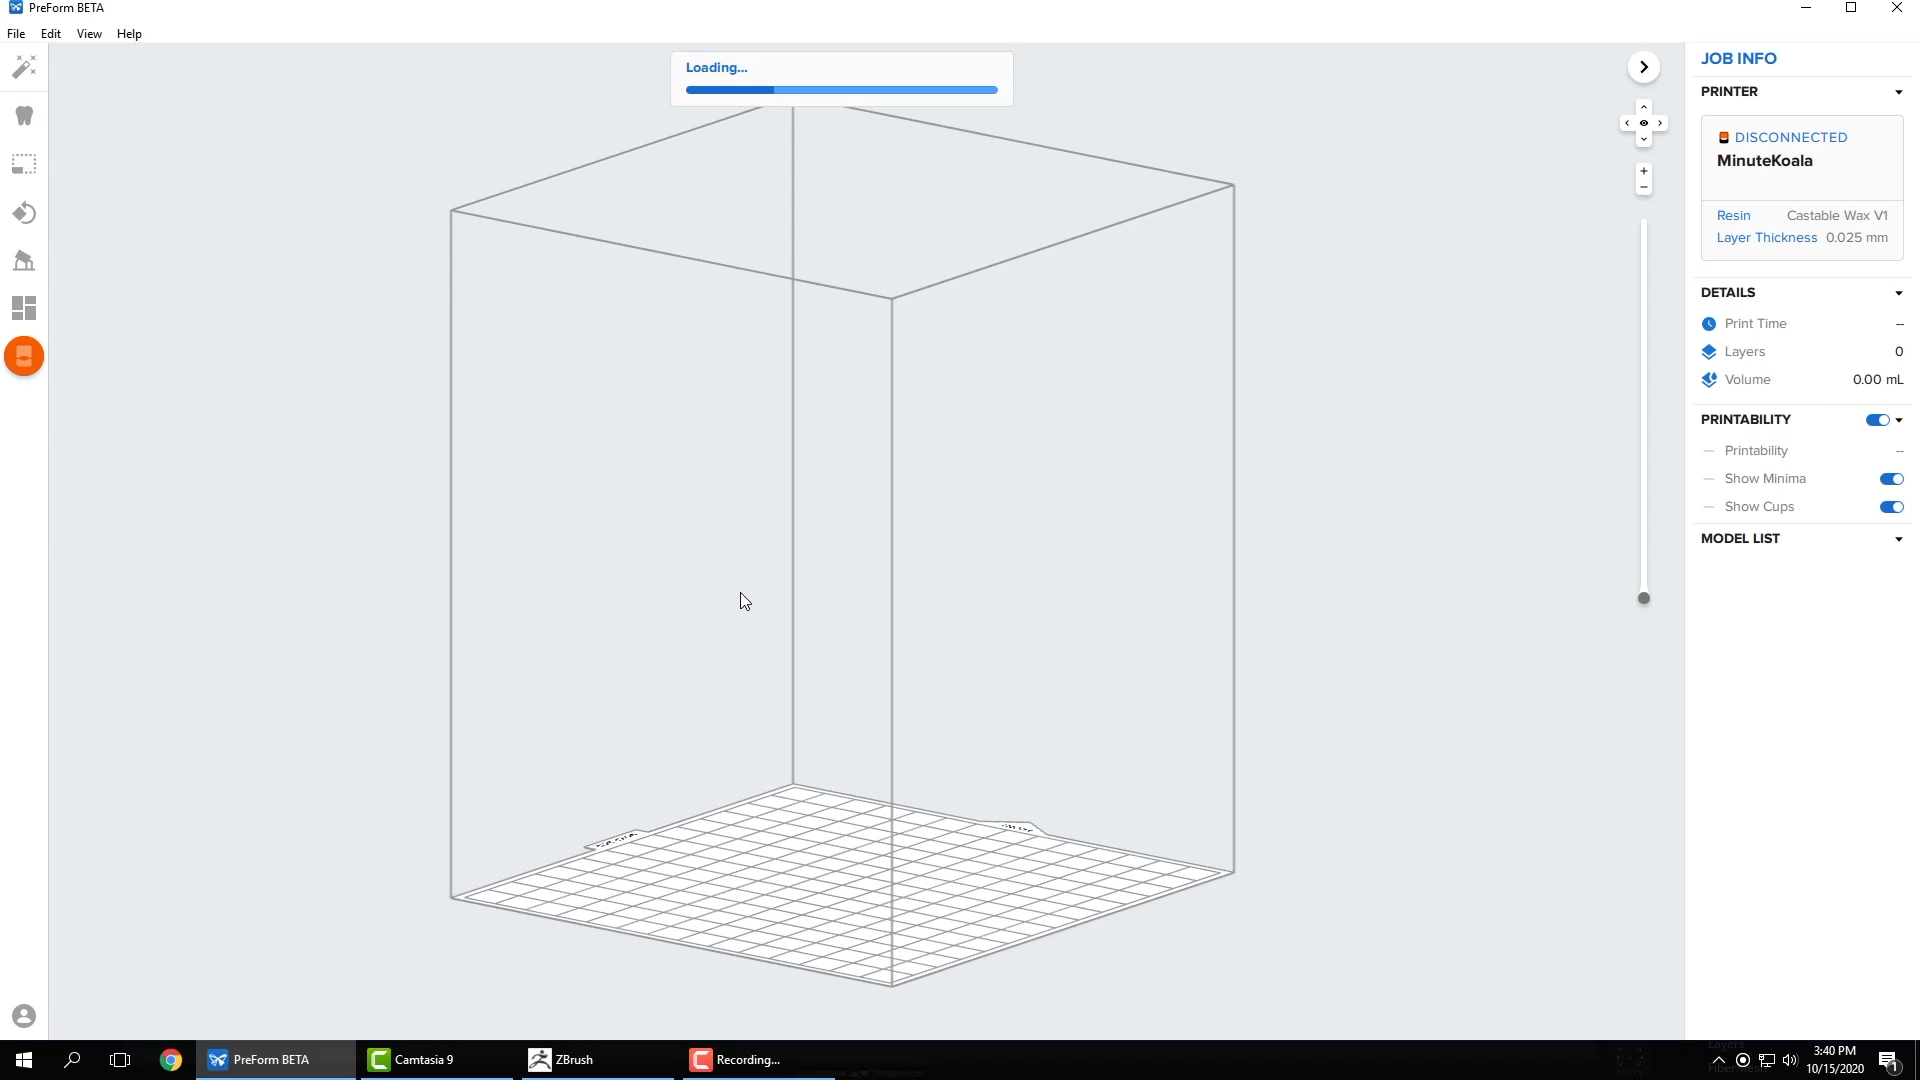 PreForm BETA
File Edit View Help
Loading...
JOB INFO
PRINTER
DISCONNECTED
MinuteKoala
Resin Castable Wax V1
Layer Thickness 0.025 mm
DETAILS
Print Time --
Layers 0
Volume 0.00 mL
PRINTABILITY
Printability --
Show Minima
Show Cups
MODEL LIST
PreForm BETA
Camtasia 9
ZBrush
Recording...
Layers
3:40 PM
10/15/2020
1